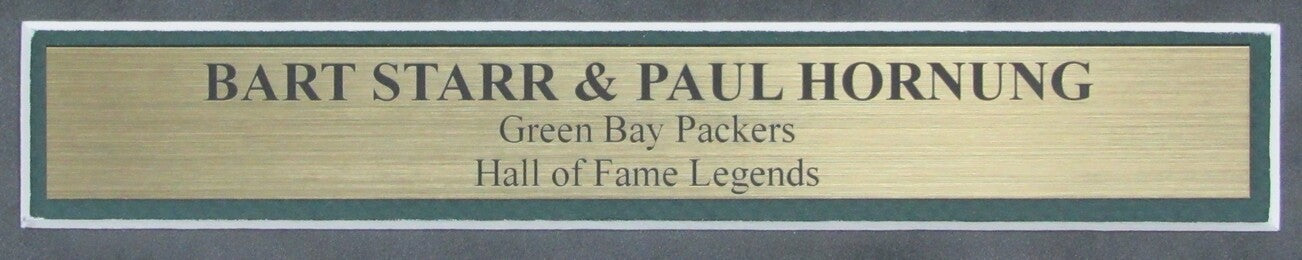 BART STARR & PAUL HORNUNG
Green Bay Packers
Hall of Fame Legends